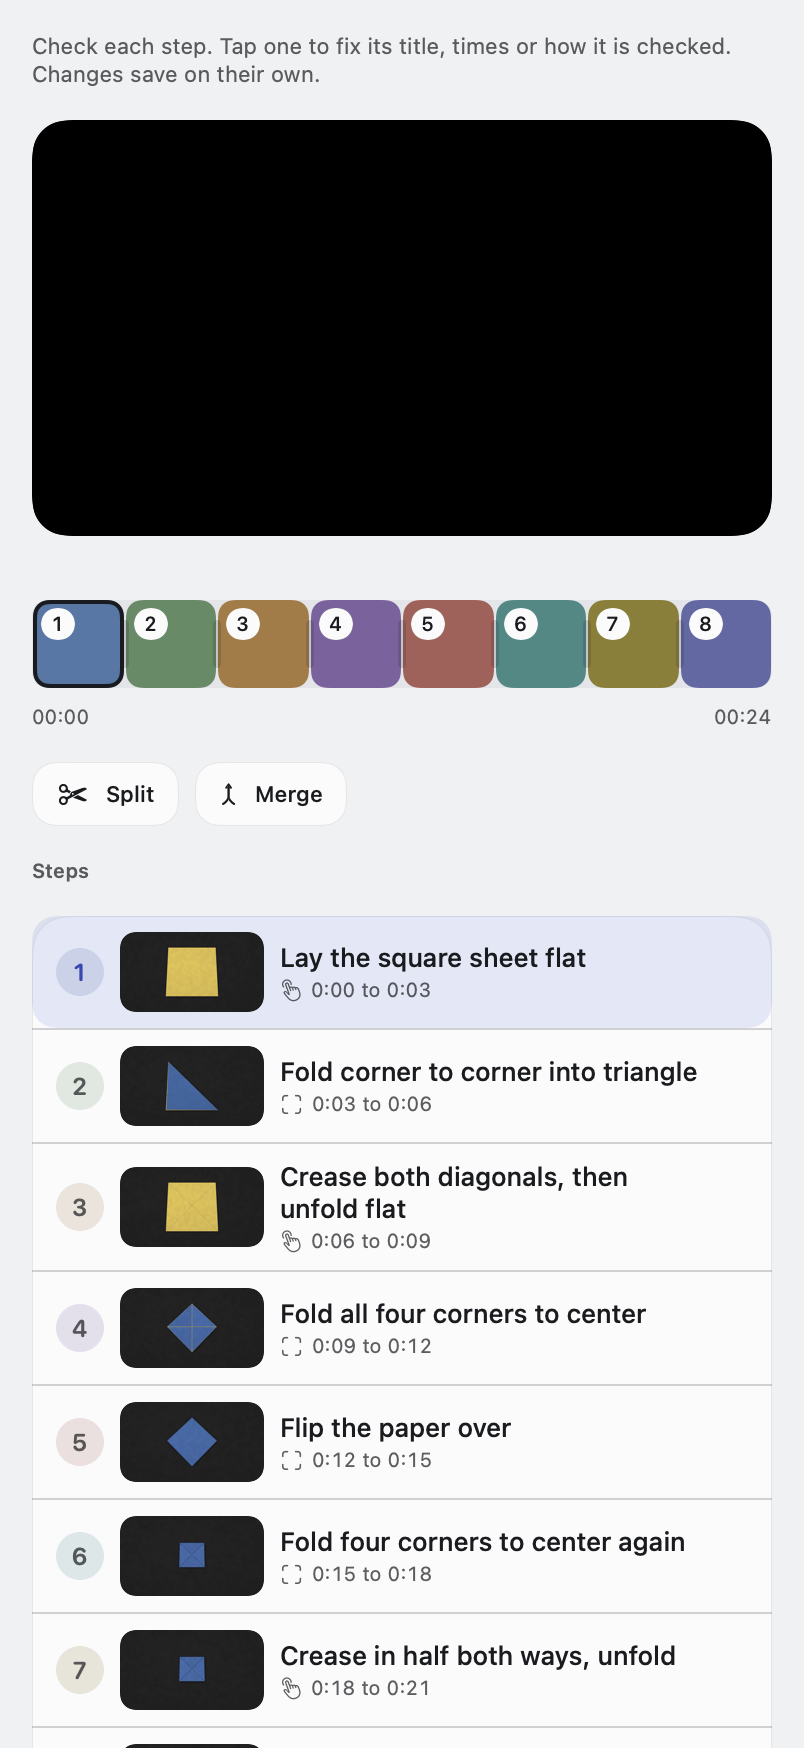 Check each step. Tap one to fix its title, times or how it is checked.
Changes save on their own.
1
2
3
4
5
6
7
8
00:00
00:24
Split
Merge
Steps
1
Lay the square sheet flat
0:00 to 0:03
2
Fold corner to corner into triangle
0:03 to 0:06
3
Crease both diagonals, then
unfold flat
0:06 to 0:09
4
Fold all four corners to center
0:09 to 0:12
5
Flip the paper over
0:12 to 0:15
6
Fold four corners to center again
0:15 to 0:18
7
Crease in half both ways, unfold
0:18 to 0:21